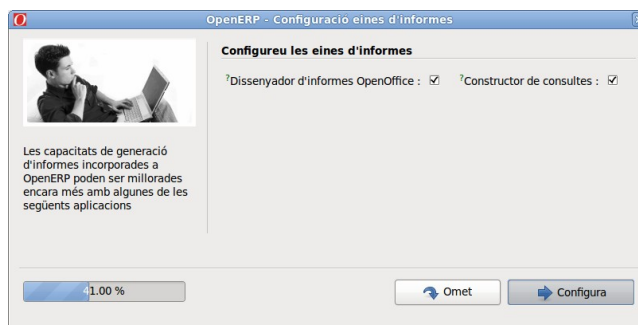 OpenERP - Configuracio eines d'informes
Configureu les eines d'informes
?Dissenyador d'informes OpenOffice : ?Constructor de consultes :
Les capacitats de generació
d'informes incorporades a
OpenERP poden ser millorades
encara més amb algunes de les
següents aplicacions
41.00 %
Omet
Configura